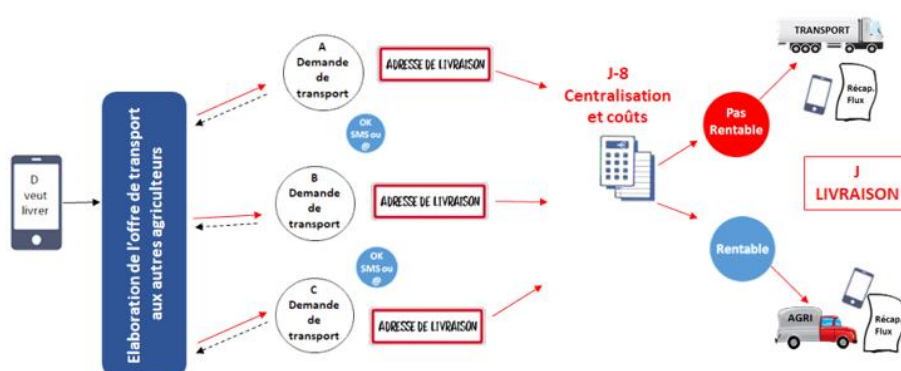 D
veut
livrer
Elaboration de l'offre de transport
aux autres agriculteurs
A
Demande
de
transport
ADRESSE DE LIVRAISON
OK
SMS ou
@
B
Demande
de
transport
ADRESSE DE LIVRAISON
OK
SMS ou
@
C
Demande
de
transport
ADRESSE DE LIVRAISON
J-8
Centralisation
et coûts
Pas
Rentable
Rentable
TRANSPORT
Récap.
Flux
J
LIVRAISON
AGRI
Récap.
Flux